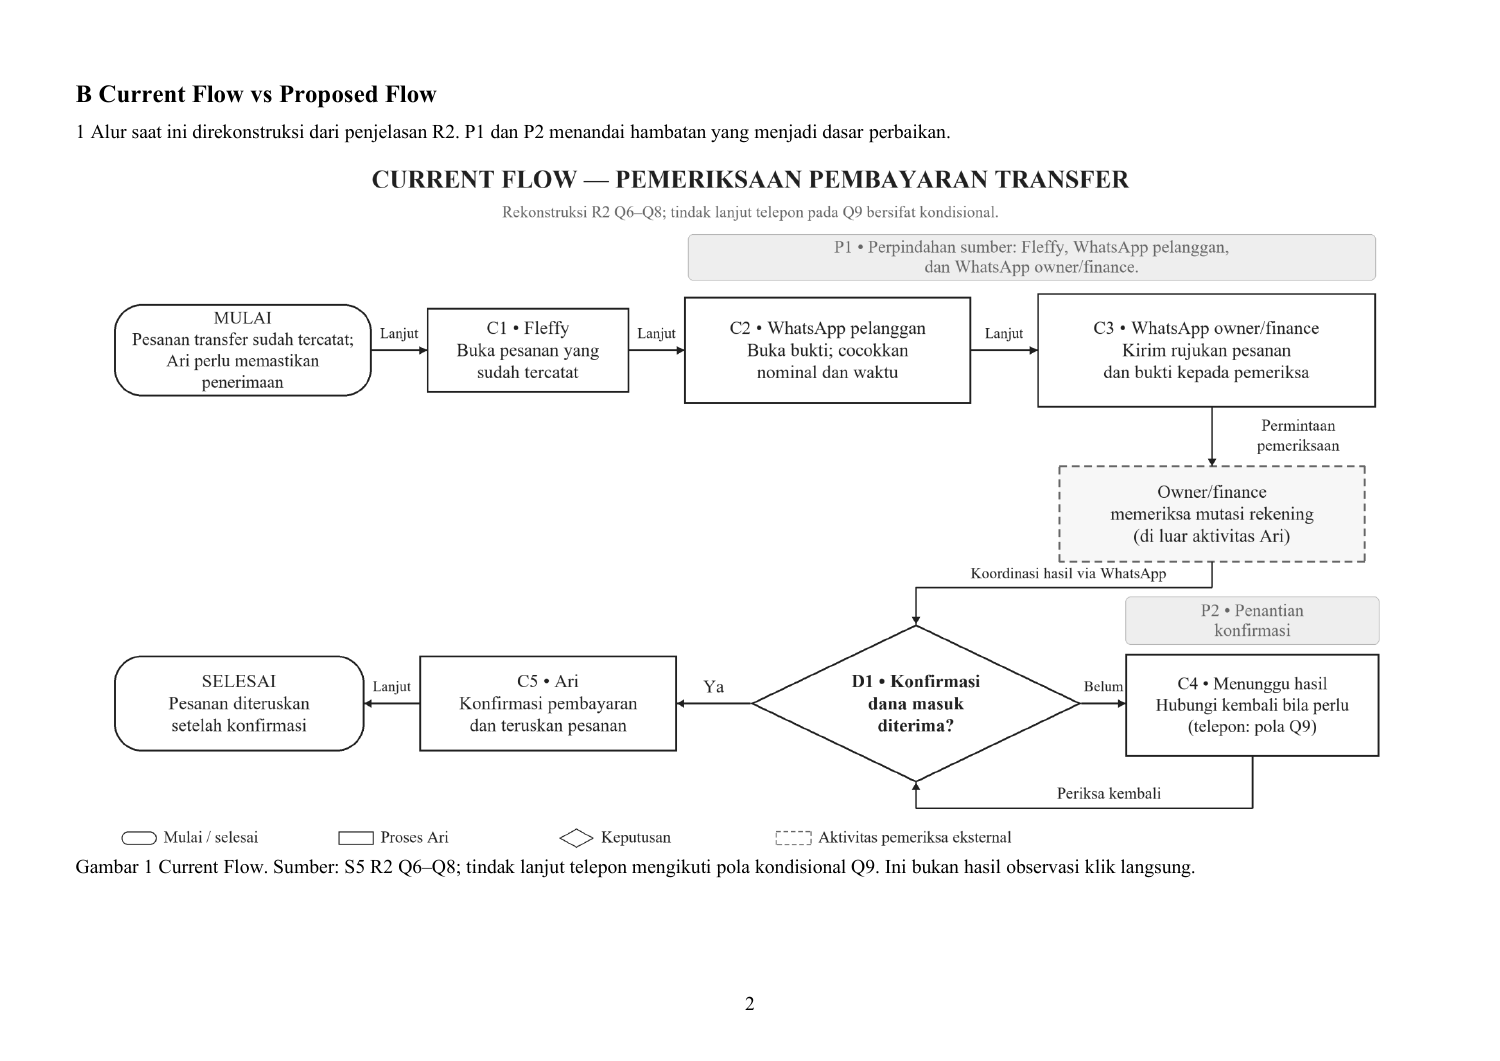 B Current Flow vs Proposed Flow
1 Alur saat ini direkonstruksi dari penjelasan R2. P1 dan P2 menandai hambatan yang menjadi dasar perbaikan.
CURRENT FLOW — PEMERIKSAAN PEMBAYARAN TRANSFER
Rekonstruksi R2 Q6–Q8; tindak lanjut telepon pada Q9 bersifat kondisional.
P1 • Perpindahan sumber: Fleffy, WhatsApp pelanggan,
dan WhatsApp owner/finance.
MULAI
Pesanan transfer sudah tercatat;
Ari perlu memastikan
penerimaan
Lanjut
C1 • Fleffy
Buka pesanan yang
sudah tercatat
Lanjut
C2 • WhatsApp pelanggan
Buka bukti; cocokkan
nominal dan waktu
Lanjut
C3 • WhatsApp owner/finance
Kirim rujukan pesanan
dan bukti kepada pemeriksa
Permintaan
pemeriksaan
Owner/finance
memeriksa mutasi rekening
(di luar aktivitas Ari)
Koordinasi hasil via WhatsApp
P2 • Penantian
konfirmasi
SELESAI
Pesanan diteruskan
setelah konfirmasi
Lanjut
C5 • Ari
Konfirmasi pembayaran
dan teruskan pesanan
Ya
D1 • Konfirmasi
dana masuk
diterima?
Belum
C4 • Menunggu hasil
Hubungi kembali bila perlu
(telepon: pola Q9)
Periksa kembali
Mulai / selesai
Proses Ari
Keputusan
Aktivitas pemeriksa eksternal
Gambar 1 Current Flow. Sumber: S5 R2 Q6–Q8; tindak lanjut telepon mengikuti pola kondisional Q9. Ini bukan hasil observasi klik langsung.
2